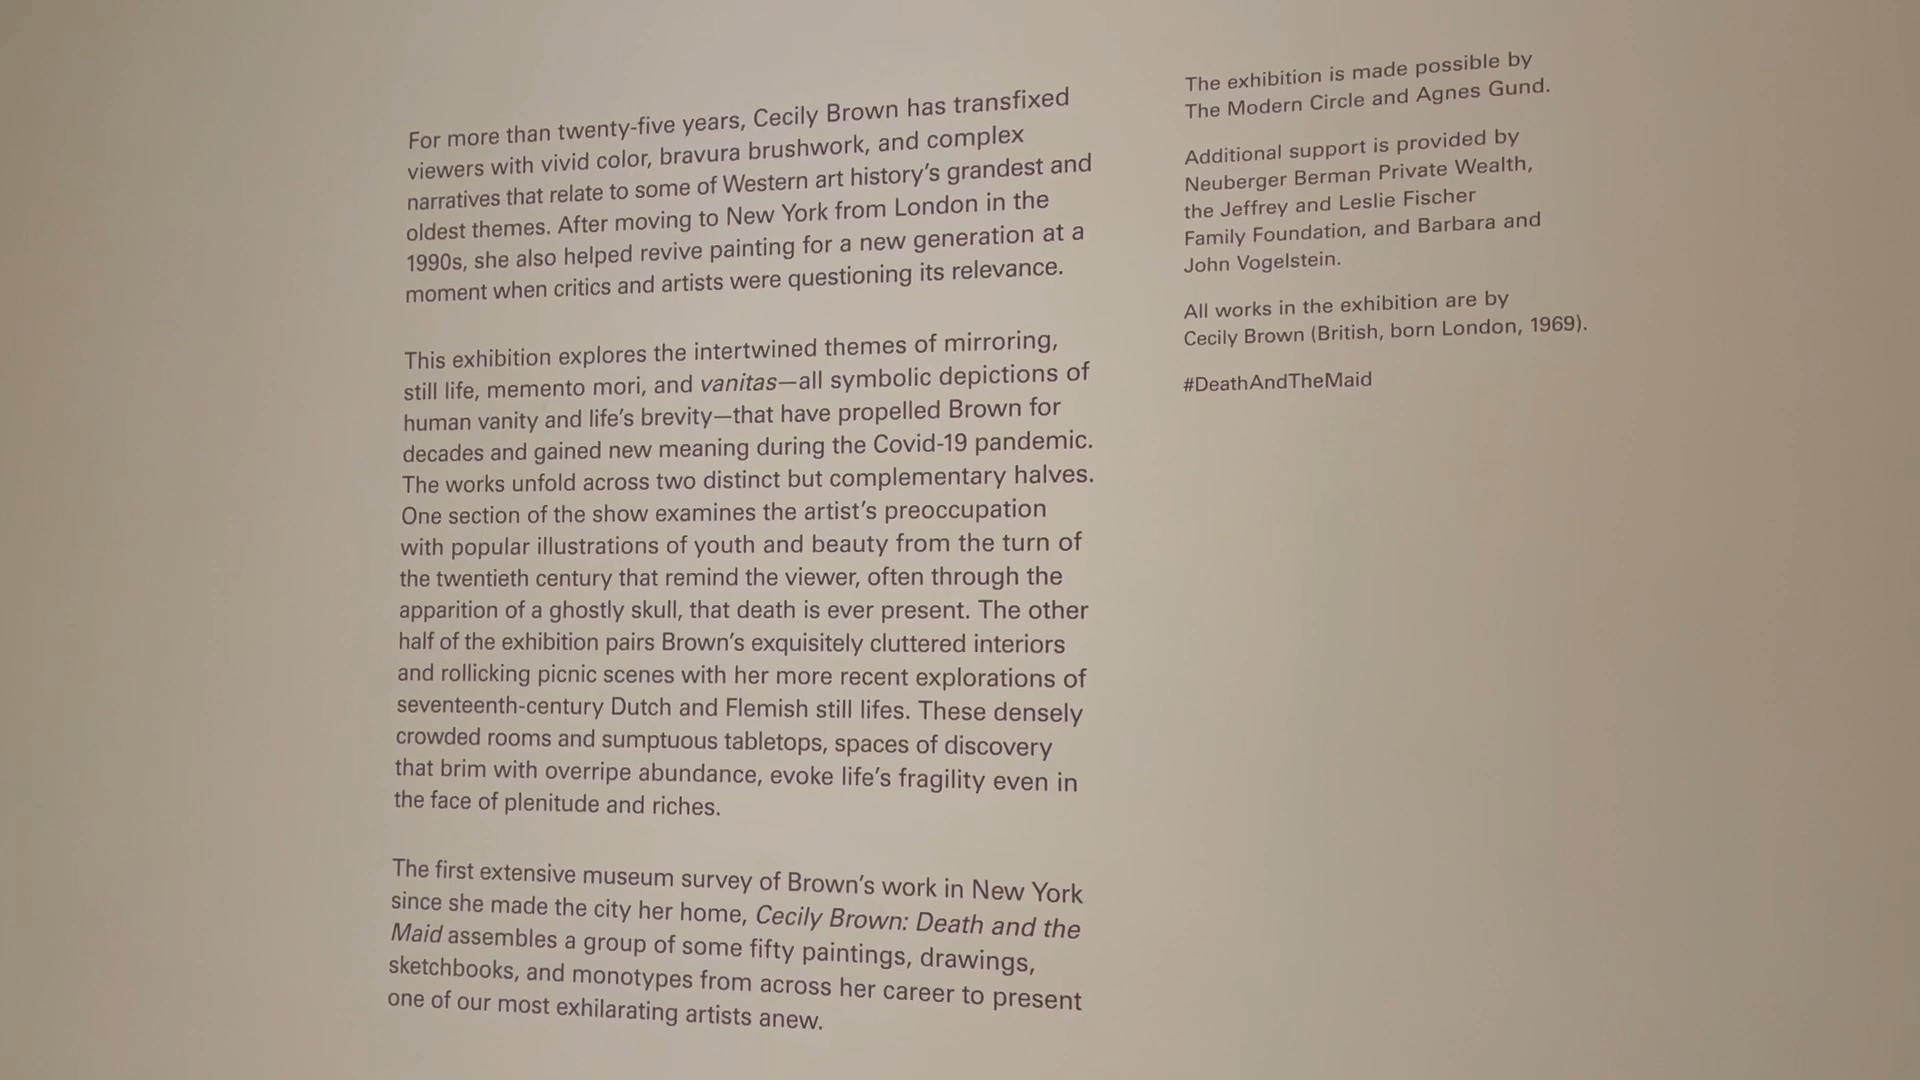 For more than twenty-five years, Cecily Brown has transfixed
viewers with vivid color, bravura brushwork, and complex
narratives that relate to some of Western art history's grandest and
oldest themes. After moving to New York from London in the
1990s, she also helped revive painting for a new generation at a
moment when critics and artists were questioning its relevance.
This exhibition explores the intertwined themes of mirroring,
still life, memento mori, and vanitas—all symbolic depictions of
human vanity and life's brevity—that have propelled Brown for
decades and gained new meaning during the Covid-19 pandemic.
The works unfold across two distinct but complementary halves.
One section of the show examines the artist's preoccupation
with popular illustrations of youth and beauty from the turn of
the twentieth century that remind the viewer, often through the
apparition of a ghostly skull, that death is ever present. The other
half of the exhibition pairs Brown's exquisitely cluttered interiors
and rollicking picnic scenes with her more recent explorations of
seventeenth-century Dutch and Flemish still lifes. These densely
crowded rooms and sumptuous tabletops, spaces of discovery
that brim with overripe abundance, evoke life's fragility even in
the face of plenitude and riches.
The first extensive museum survey of Brown's work in New York
since she made the city her home, Cecily Brown: Death and the
Maid assembles a group of some fifty paintings, drawings,
sketchbooks, and monotypes from across her career to present
one of our most exhilarating artists anew.
The exhibition is made possible by
The Modern Circle and Agnes Gund.
Additional support is provided by
Neuberger Berman Private Wealth,
the Jeffrey and Leslie Fischer
Family Foundation, and Barbara and
John Vogelstein.
All works in the exhibition are by
Cecily Brown (British, born London, 1969).
#DeathAndTheMaid